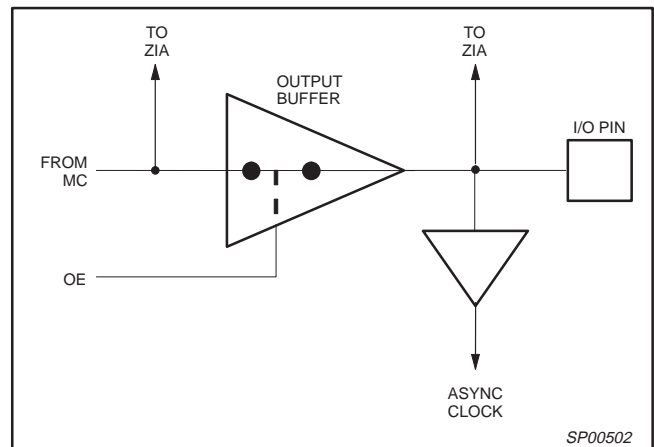 TO
ZIA
TO
ZIA
OUTPUT
BUFFER
I/O PIN
FROM
MC
OE
ASYNC
CLOCK
SP00502